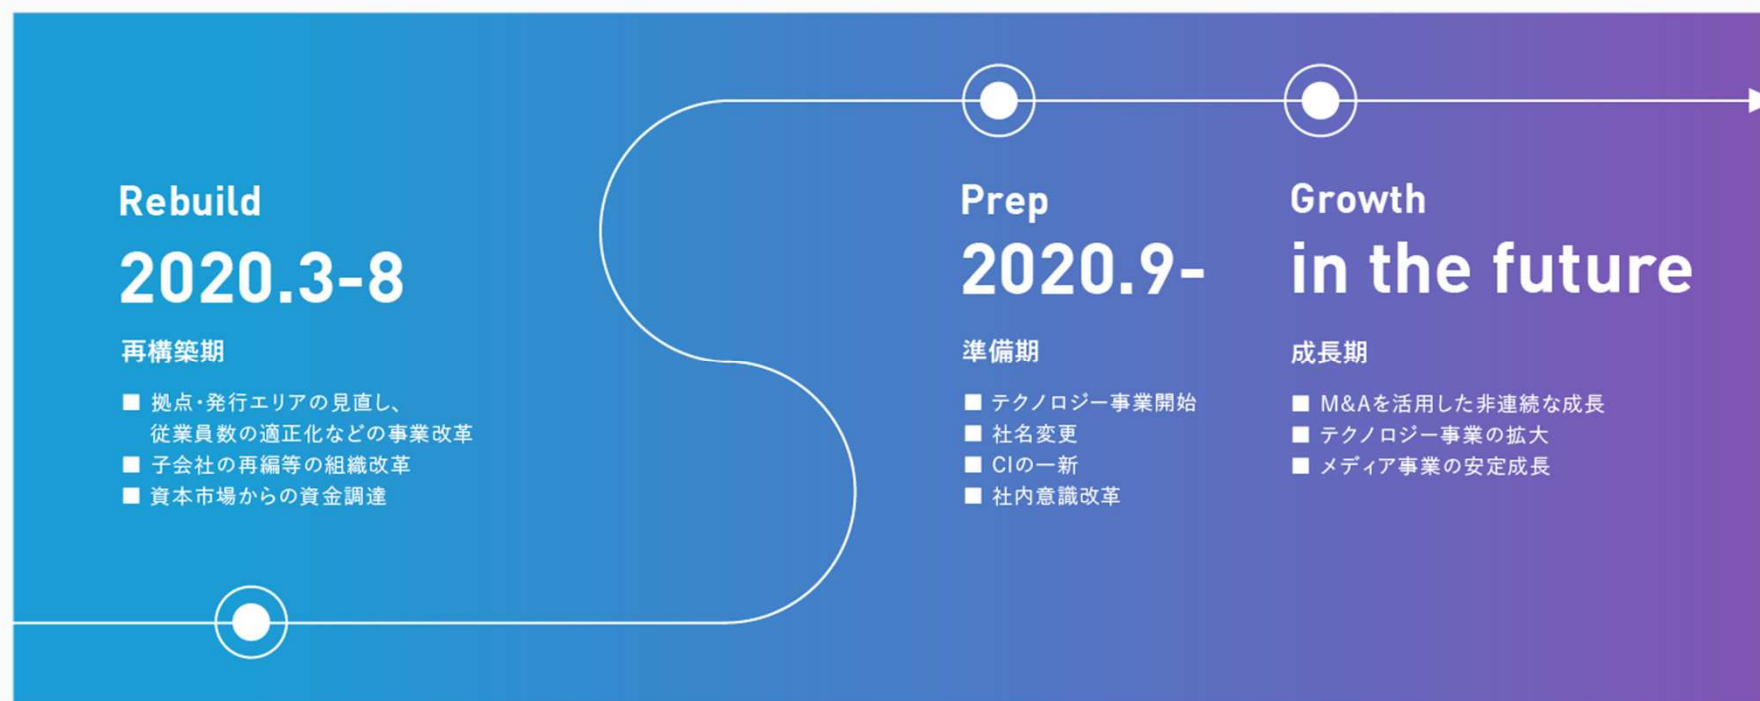 Rebuild
2020.3-8
再構築期
■ 拠点・発行エリアの見直し、
従業員数の適正化などの事業改革
■ 子会社の再編等の組織改革
■ 資本市場からの資金調達
Prep
2020.9-
準備期
■ テクノロジー事業開始
■ 社名変更
■ CIの一新
■ 社内意識改革
Growth
in the future
成長期
■ M&Aを活用した非連続な成長
■ テクノロジー事業の拡大
■ メディア事業の安定成長